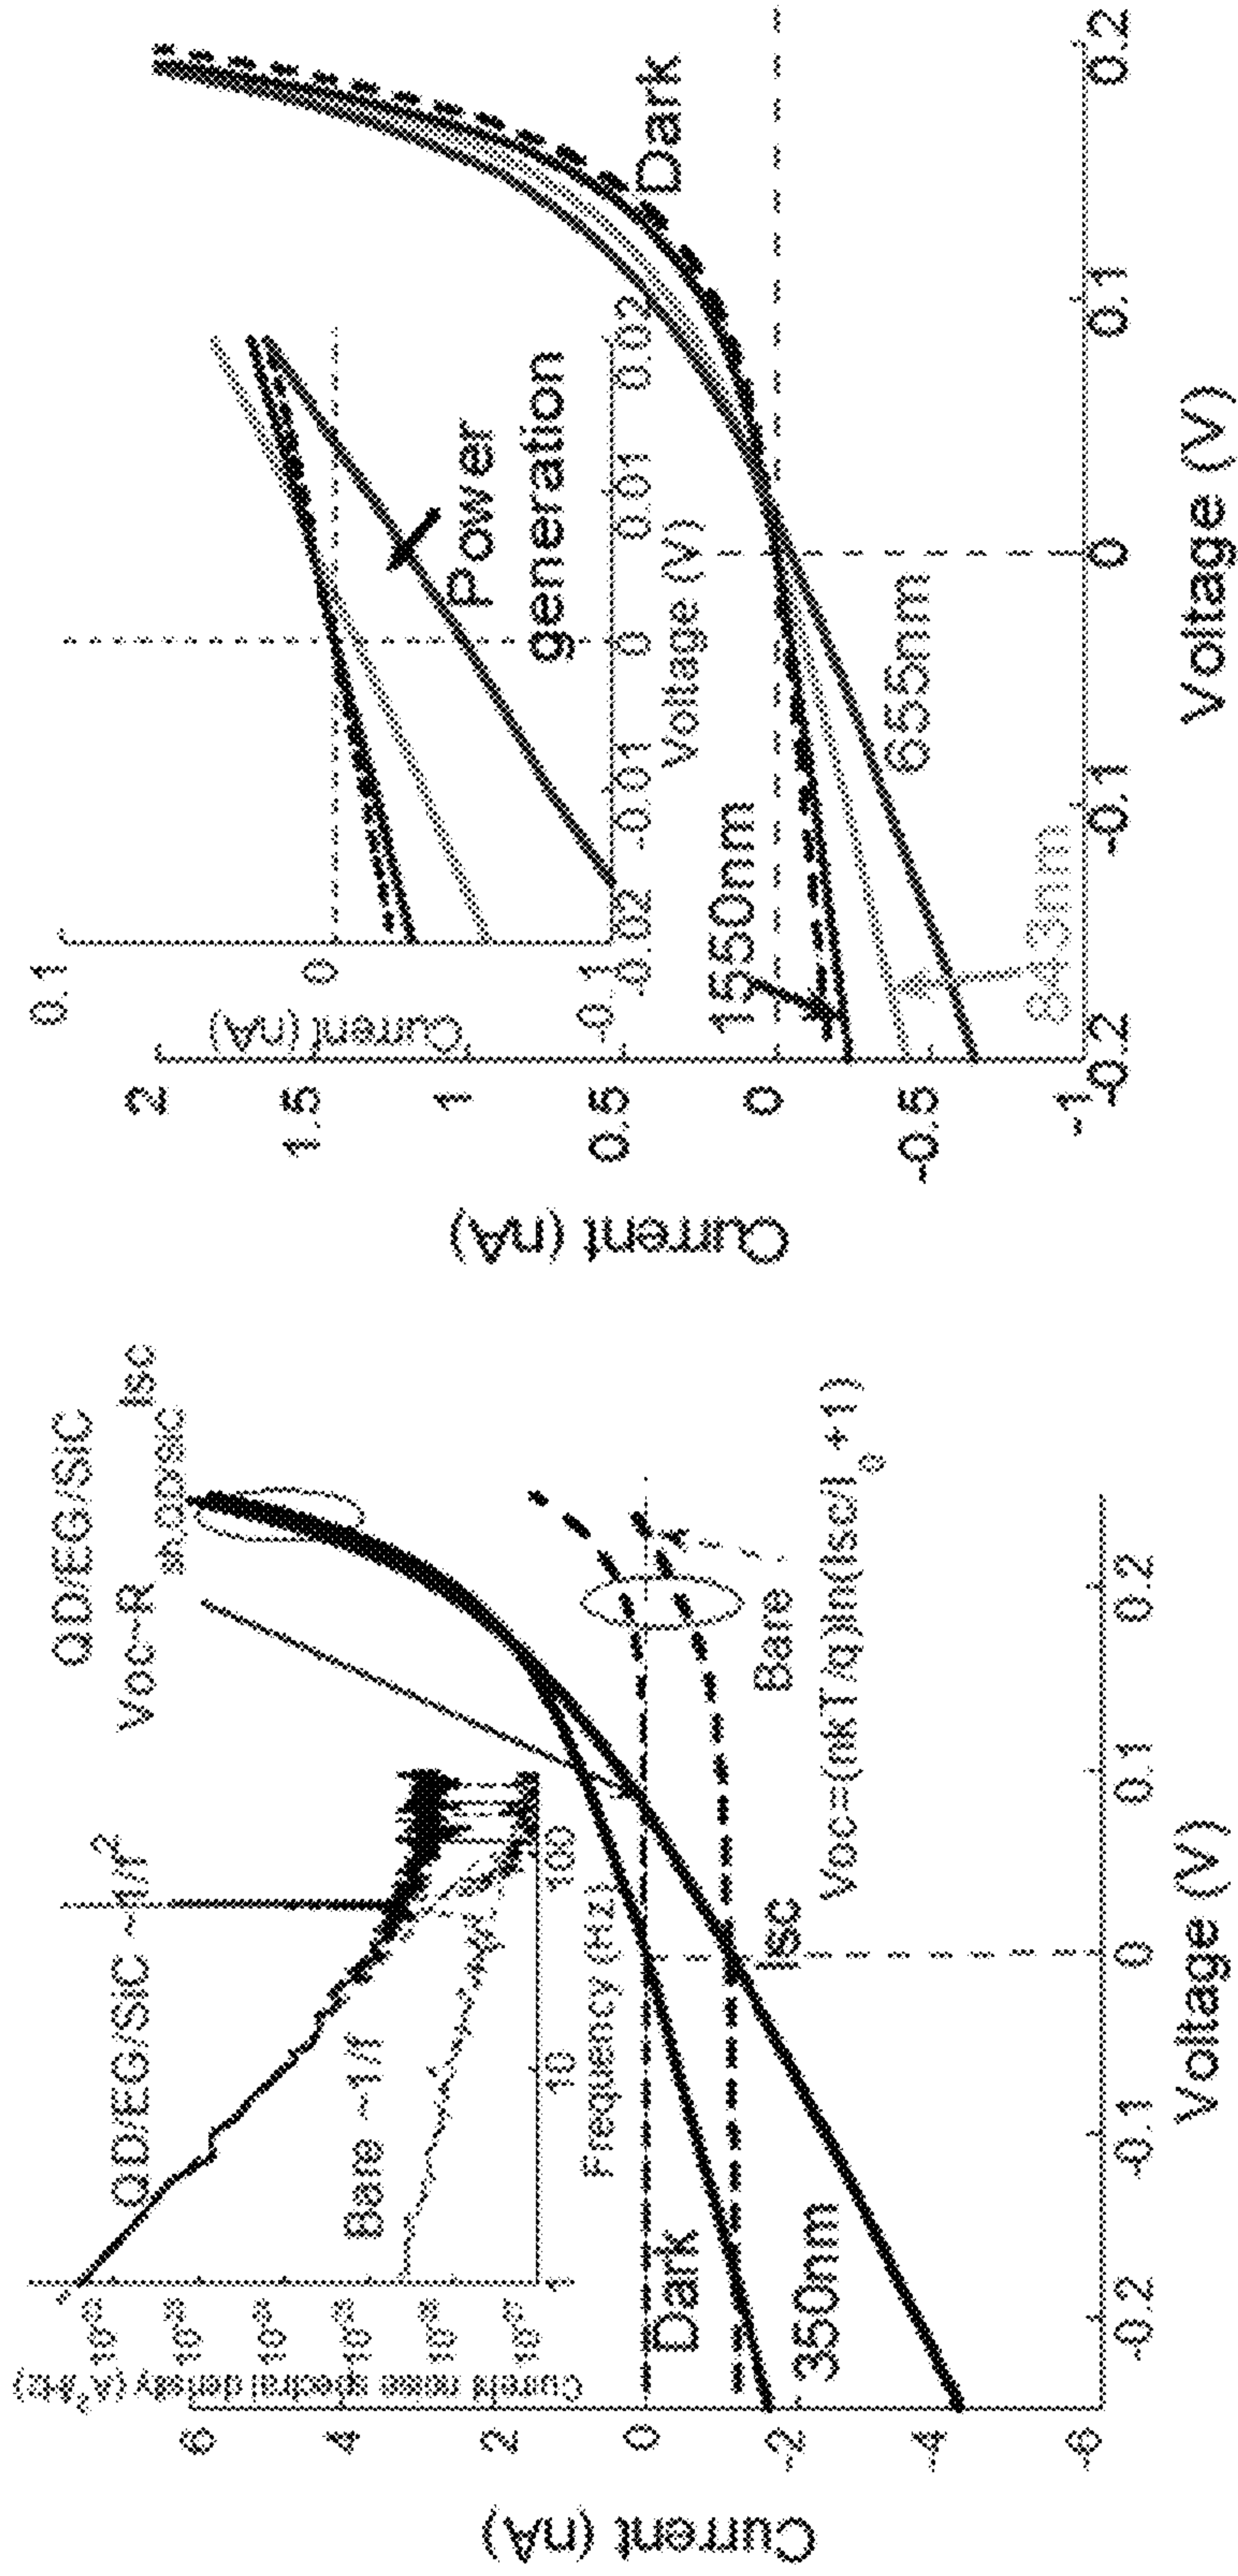 QD/EG/SiC
Voc~R sh.QD/SiC Isc
QD/EG/SiC ~1/f²
Bare ~1/f
Current noise spectral density (A²/Hz)
1
10
100
Frequency (Hz)
6
4
2
0
-2
-4
-6
Current (nA)
Dark
350nm
Isc
Bare
Voc=(nkT/q)ln(Isc/I₀ +1)
-0.2
-0.1
0
0.1
0.2
Voltage (V)
0.1
0
-0.1
Current (nA)
-0.02
-0.01
0
0.01
0.02
Voltage (V)
Power
generation
2
1.5
1
0.5
0
-0.5
-1
Current (nA)
1550nm
843nm
655nm
Dark
-0.2
-0.1
0
0.1
0.2
Voltage (V)